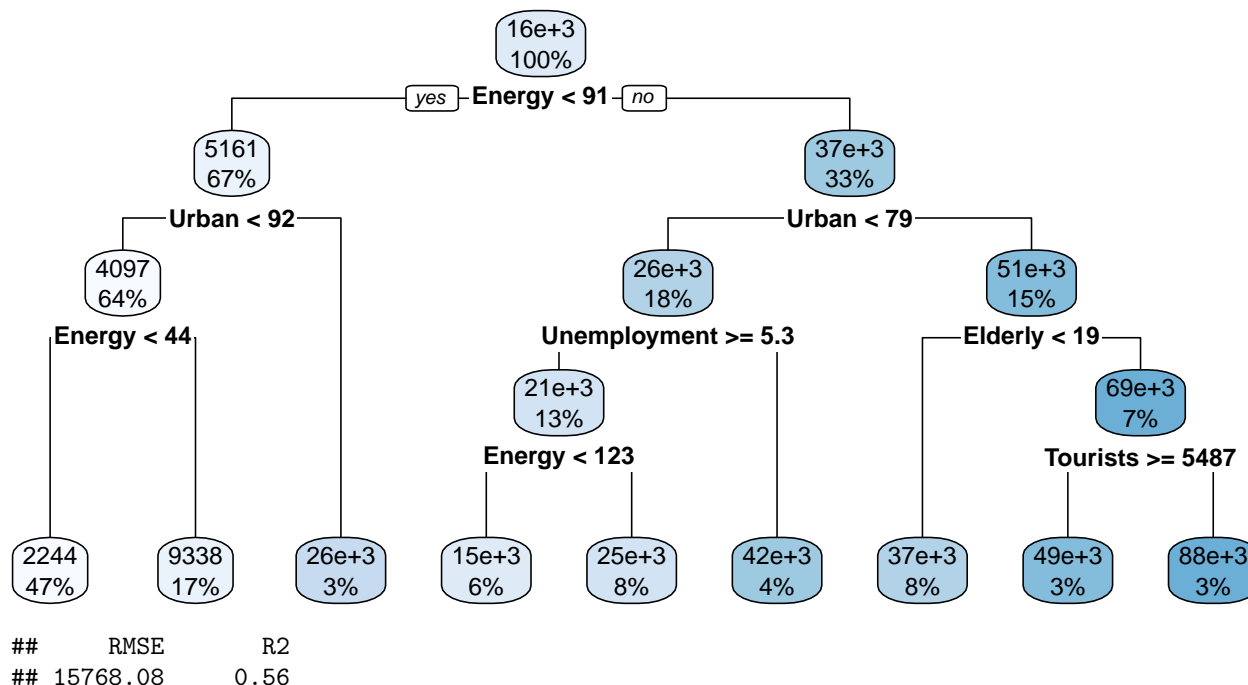 16e+3
100%
yes Energy < 91 no
5161 37e+3
67% 33%
Urban < 92 Urban < 79
4097 26e+3 51e+3
64% 18% 15%
Energy < 44 Unemployment >= 5.3 Elderly < 19
21e+3 69e+3
13% 7%
Energy < 123 Tourists >= 5487
2244 9338 26e+3 15e+3 25e+3 42e+3 37e+3 49e+3 88e+3
47% 17% 3% 6% 8% 4% 8% 3% 3%
## RMSE R2
## 15768.08 0.56